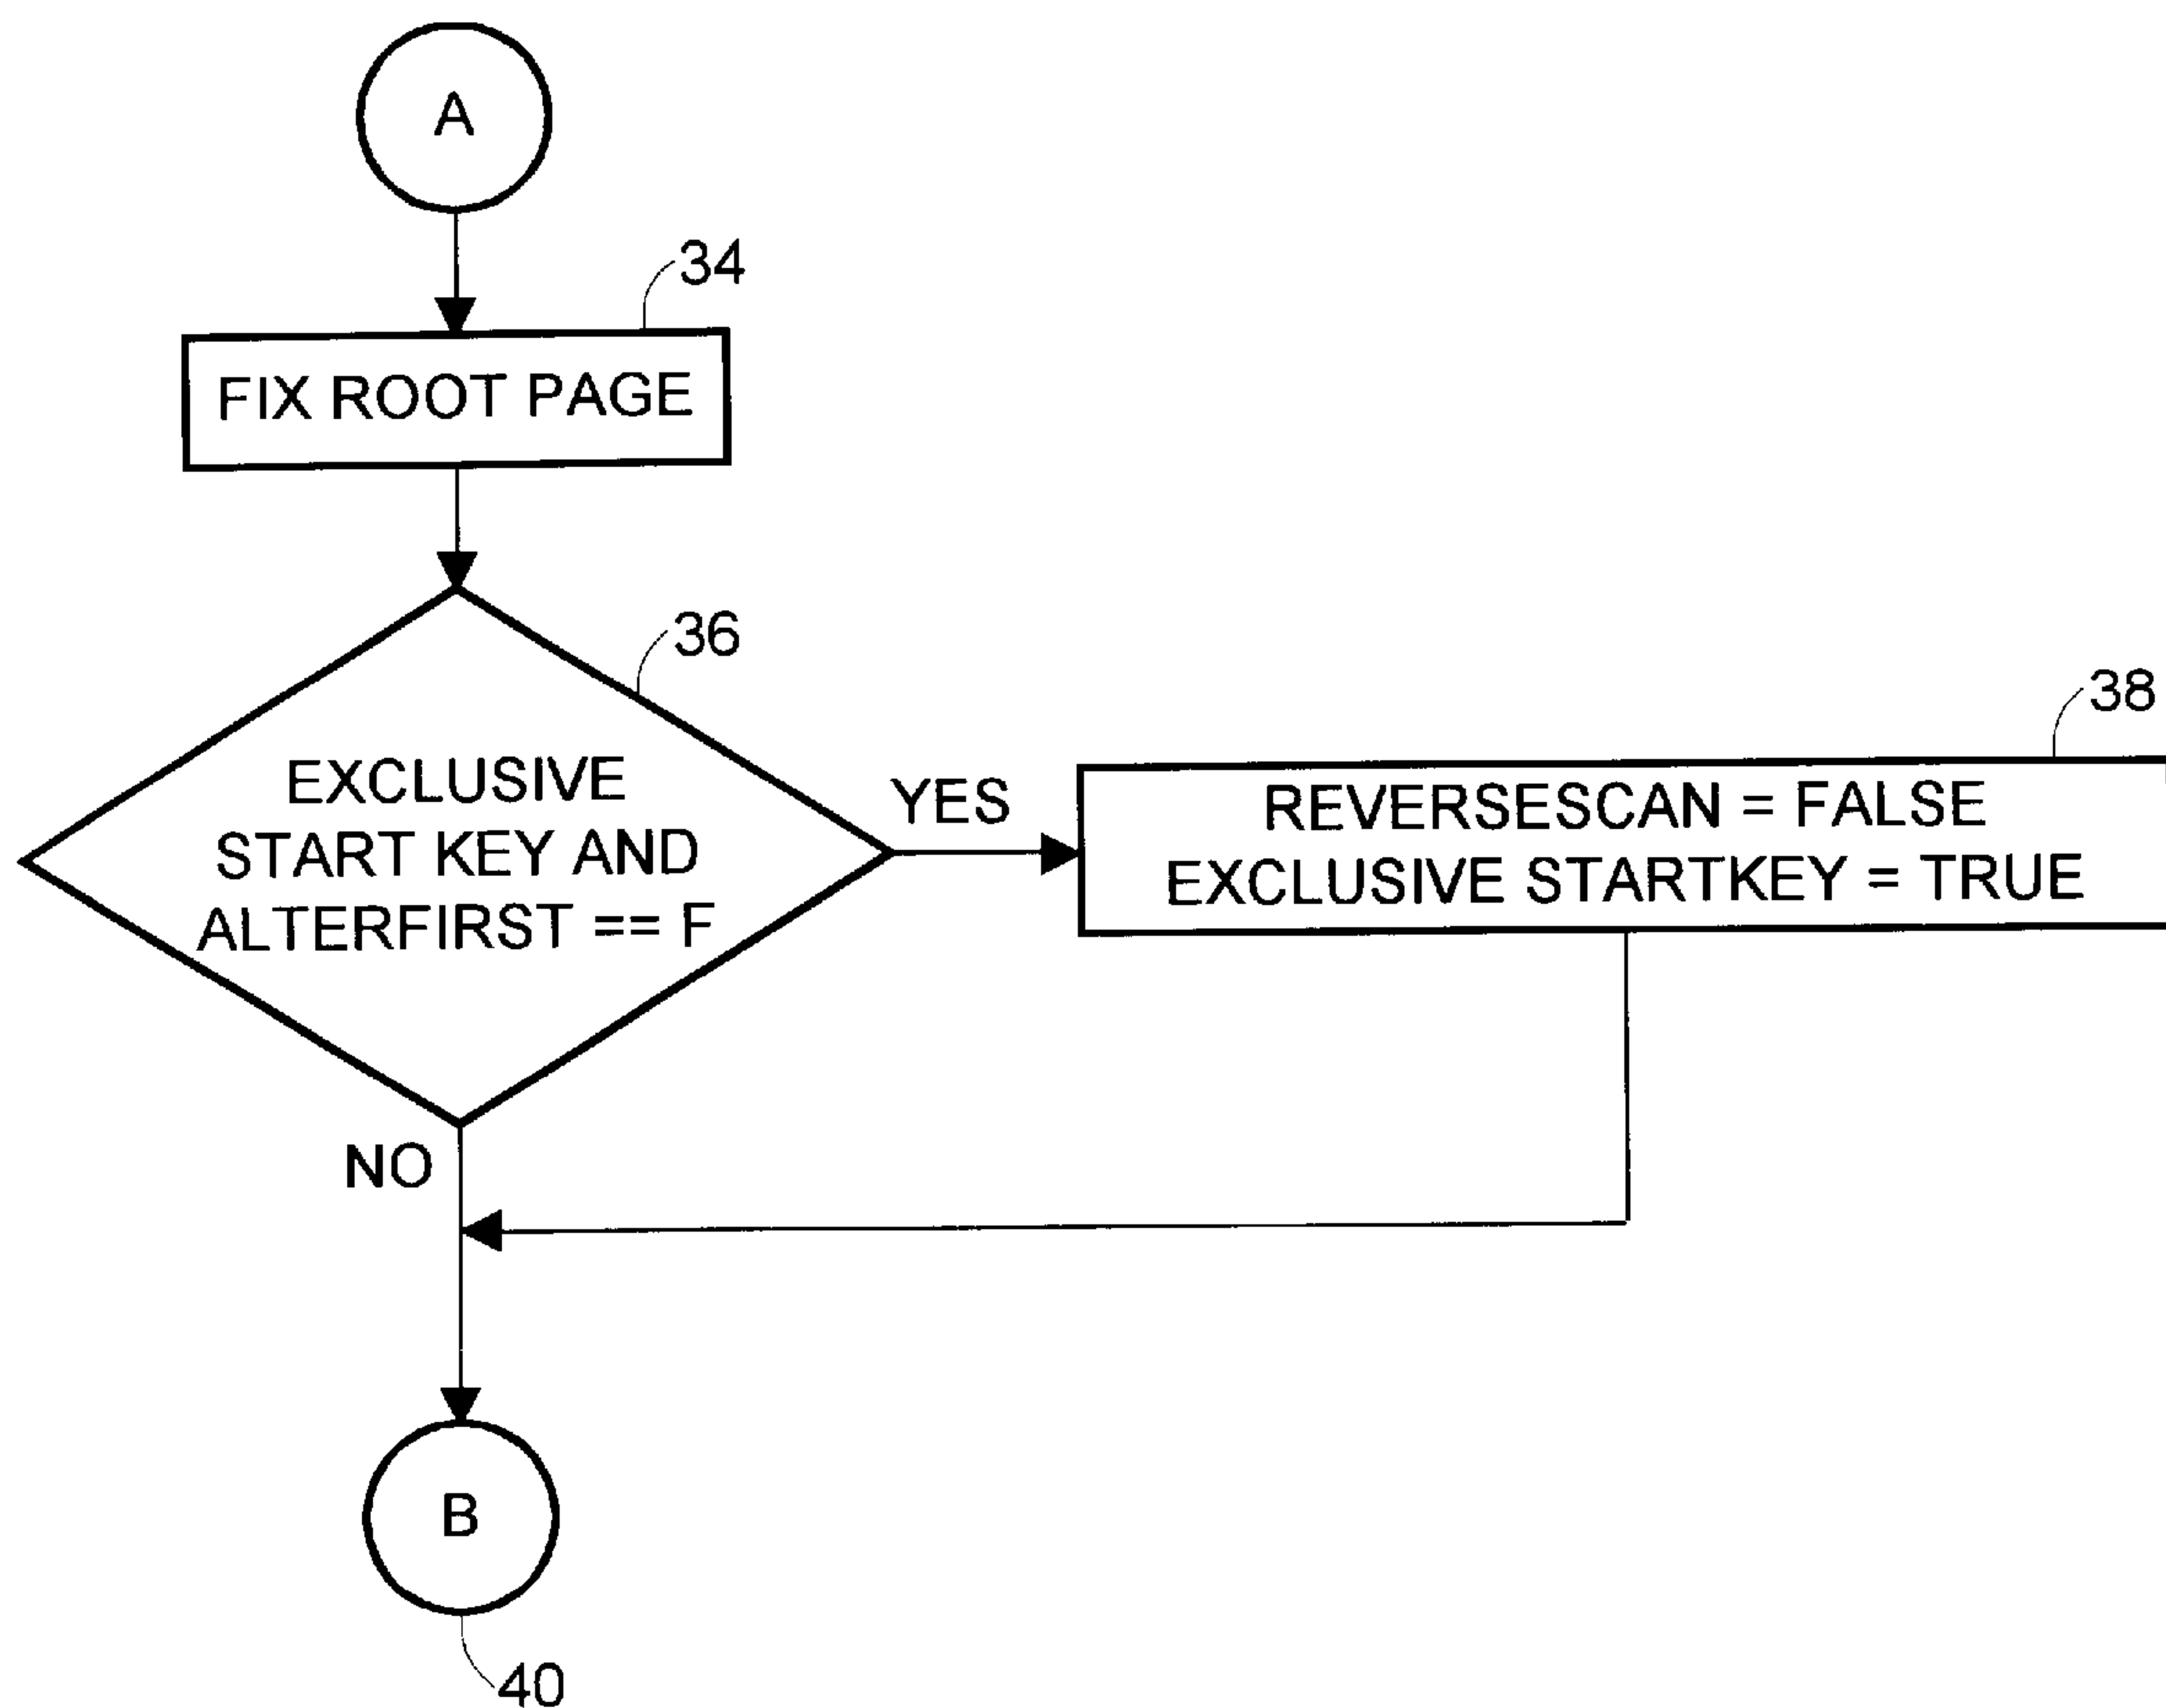 A
34
FIX ROOT PAGE
36
EXCLUSIVE
START KEY AND
ALTERFIRST == F
YES
38
REVERSESCAN = FALSE
EXCLUSIVE STARTKEY = TRUE
NO
B
40